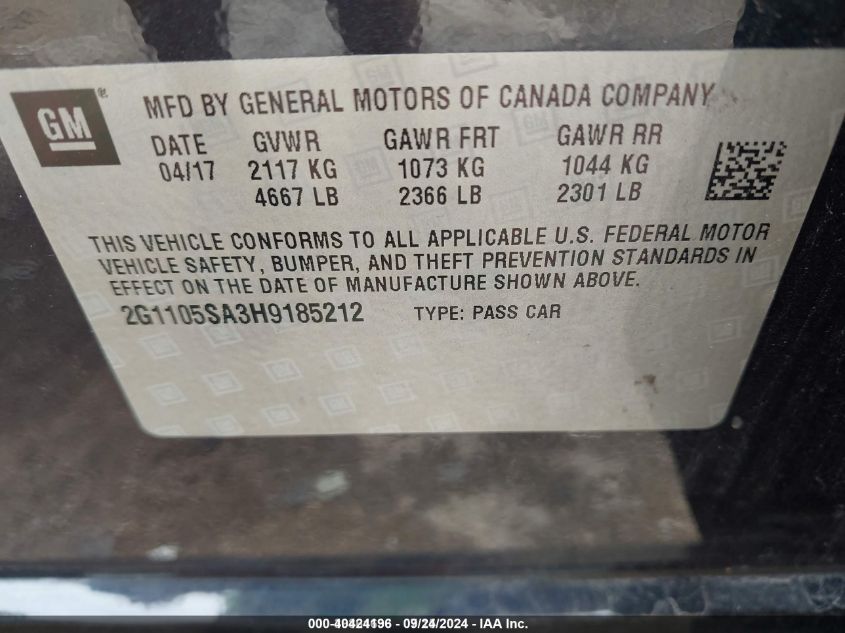 GM ®
MFD BY GENERAL MOTORS OF CANADA COMPANY
DATE GVWR GAWR FRT GAWR RR
04/17 2117 KG 1073 KG 1044 KG
4667 LB 2366 LB 2301 LB
THIS VEHICLE CONFORMS TO ALL APPLICABLE U.S. FEDERAL MOTOR
VEHICLE SAFETY, BUMPER, AND THEFT PREVENTION STANDARDS IN
EFFECT ON THE DATE OF MANUFACTURE SHOWN ABOVE.
2G1105SA3H9185212 TYPE: PASS CAR
- 09/24/2024 - IAA Inc.